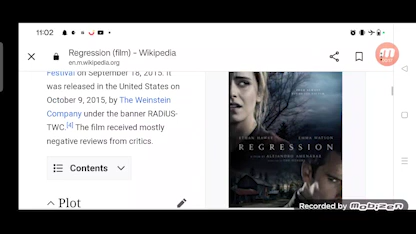 11:02
Regression (film) - Wikipedia
en.m.wikipedia.org
Festival on September 18, 2015. It
was released in the United States on
October 9, 2015, by The Weinstein
Company under the banner RADIUS-
TWC.[4] The film received mostly
negative reviews from critics.
Contents
Plot
ETHAN HAWKE EMMA WATSON
REGRESSION
ALEJANDRO AMENÁBAR
Recorded by Mobizen